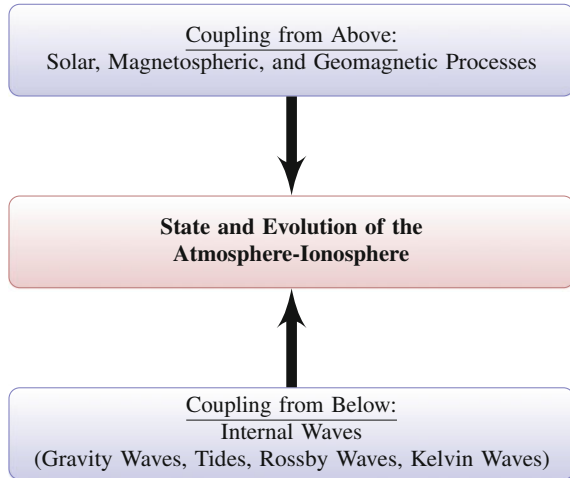 Coupling from Above:
Solar, Magnetospheric, and Geomagnetic Processes
State and Evolution of the
Atmosphere-Ionosphere
Coupling from Below:
Internal Waves
(Gravity Waves, Tides, Rossby Waves, Kelvin Waves)